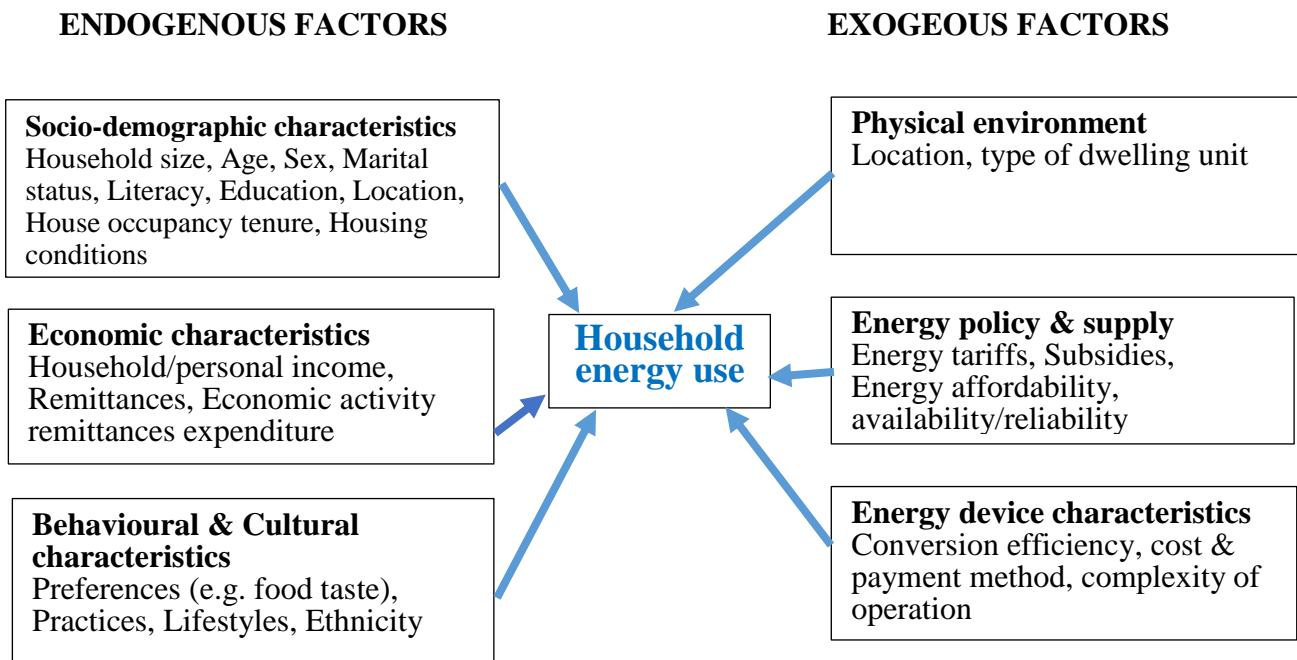 ENDOGENOUS FACTORS
EXOGEOUS FACTORS
Socio-demographic characteristics
Household size, Age, Sex, Marital
status, Literacy, Education, Location,
House occupancy tenure, Housing
conditions
Economic characteristics
Household/personal income,
Remittances, Economic activity
remittances expenditure
Behavioural & Cultural
characteristics
Preferences (e.g. food taste),
Practices, Lifestyles, Ethnicity
Household
energy use
Physical environment
Location, type of dwelling unit
Energy policy & supply
Energy tariffs, Subsidies,
Energy affordability,
availability/reliability
Energy device characteristics
Conversion efficiency, cost &
payment method, complexity of
operation